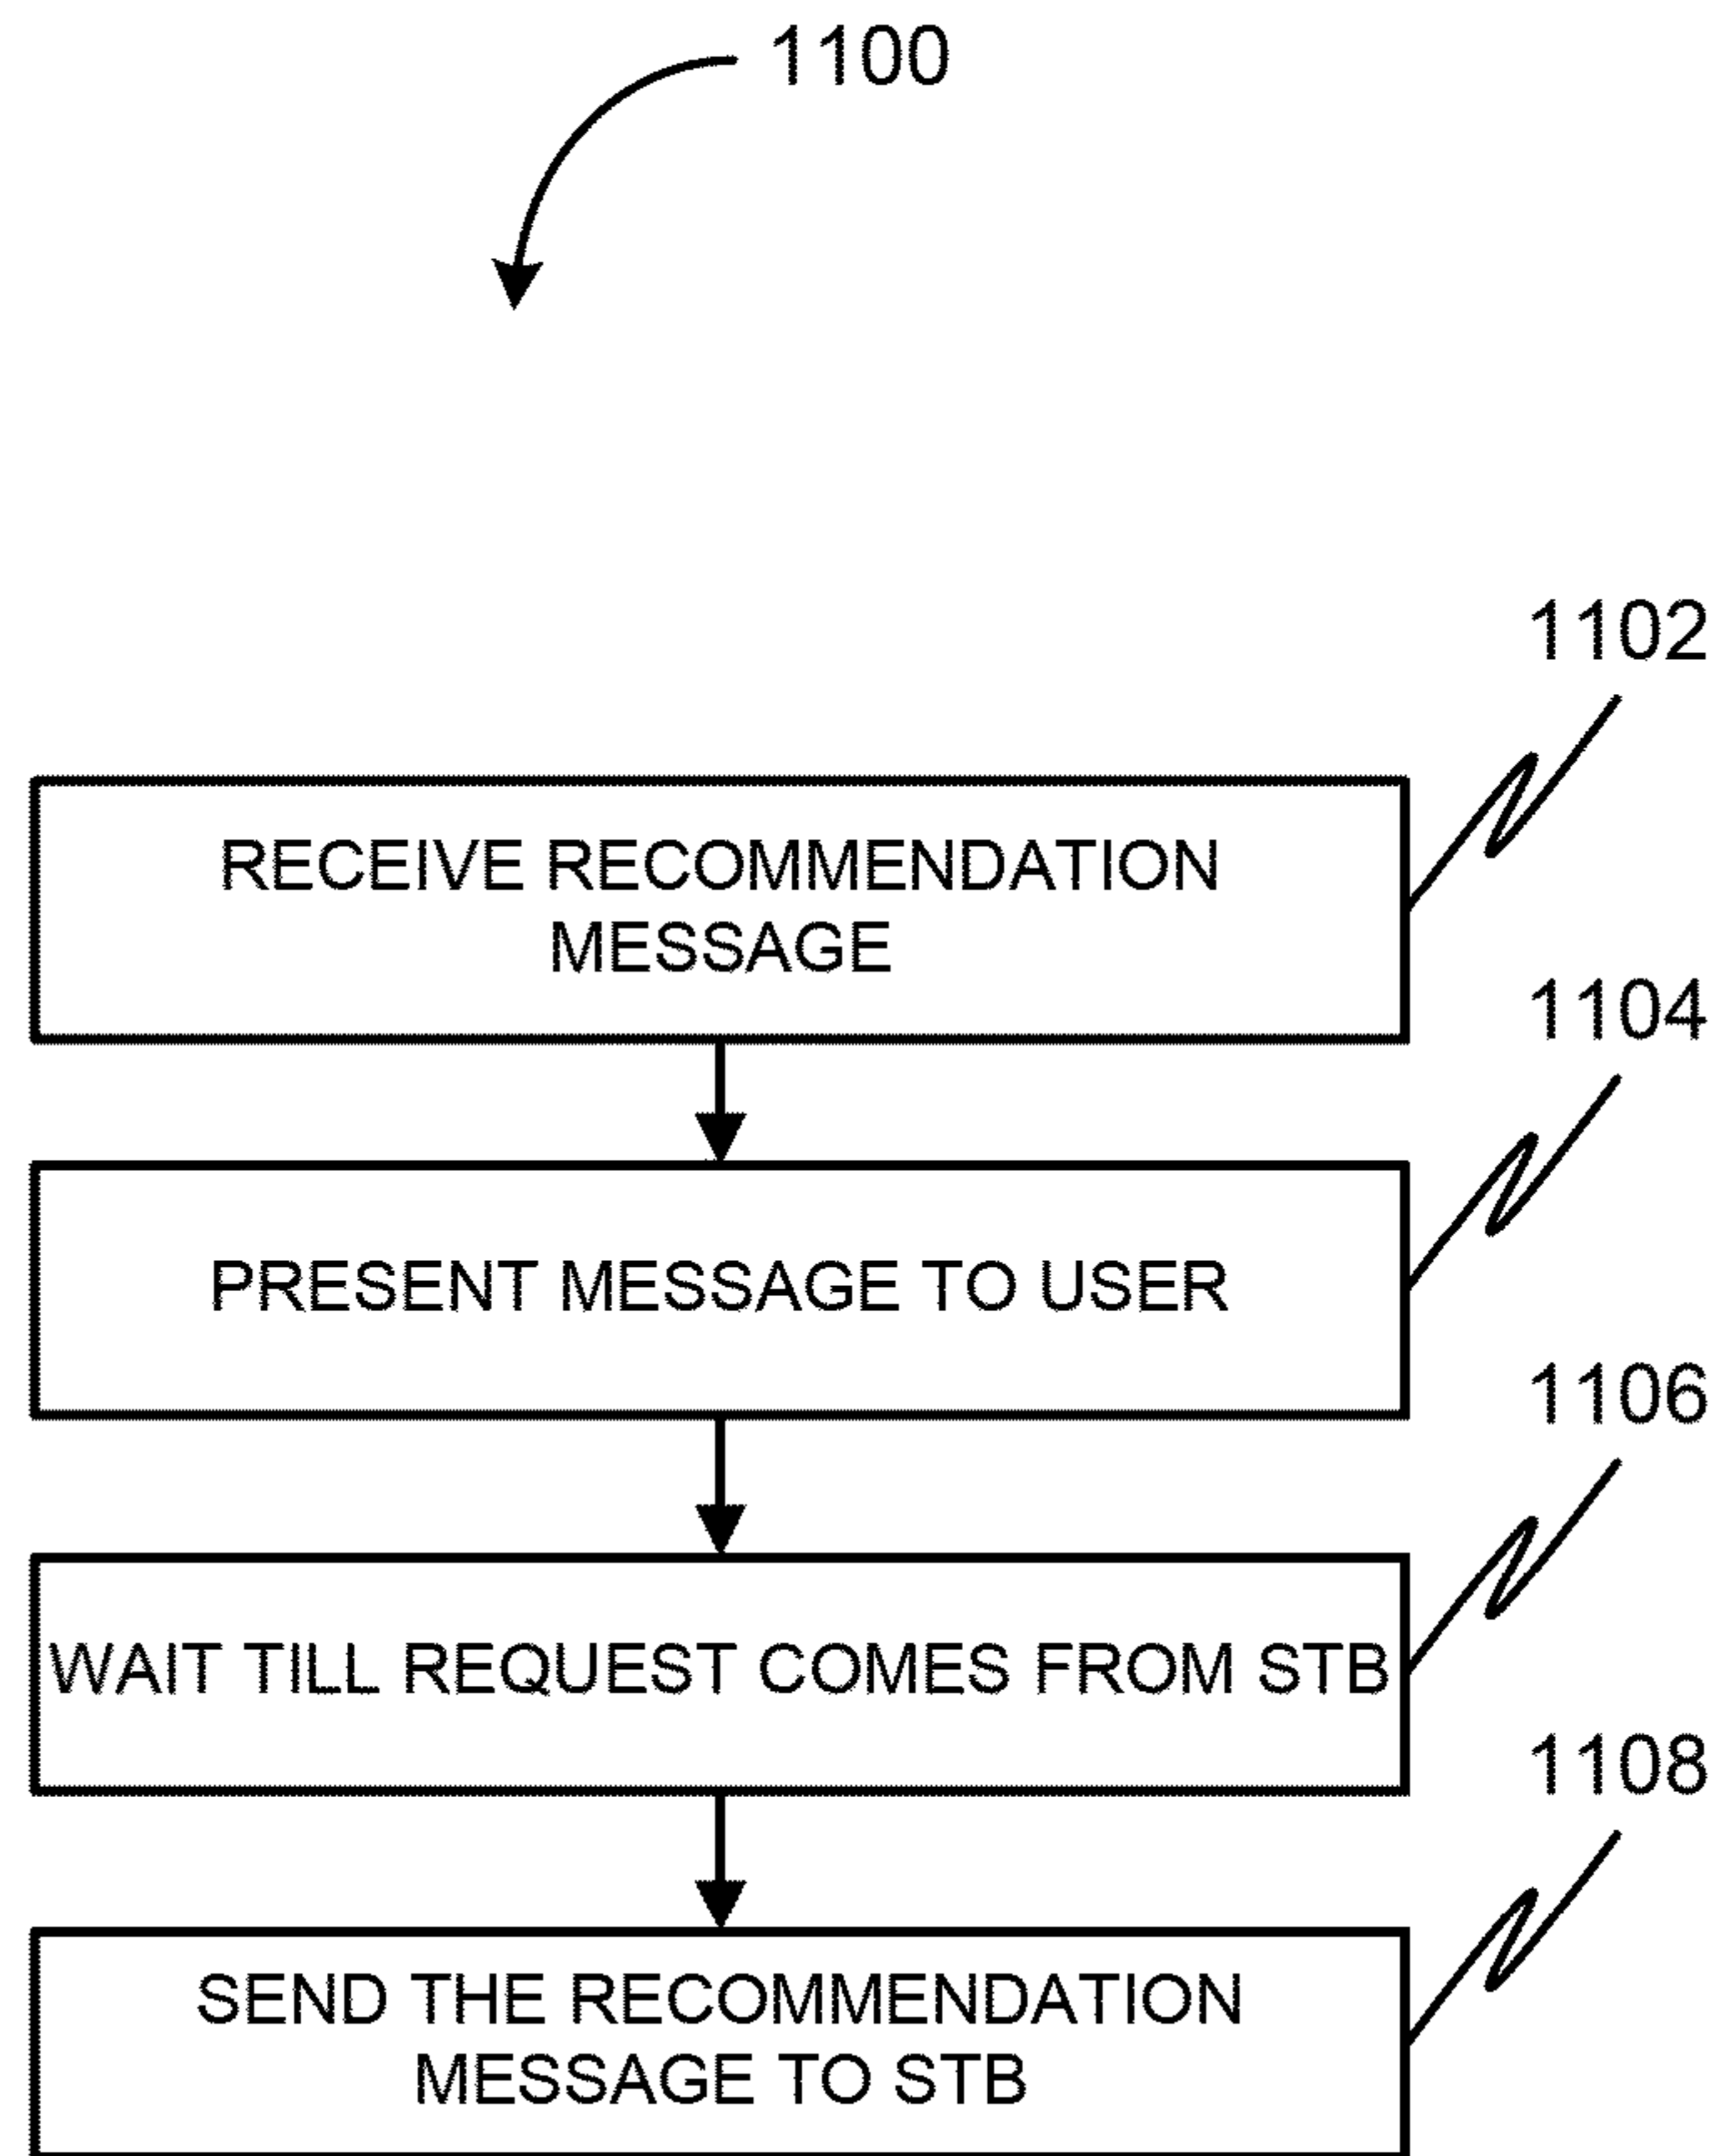 1100
1102
RECEIVE RECOMMENDATION
MESSAGE
1104
PRESENT MESSAGE TO USER
1106
WAIT TILL REQUEST COMES FROM STB
1108
SEND THE RECOMMENDATION
MESSAGE TO STB